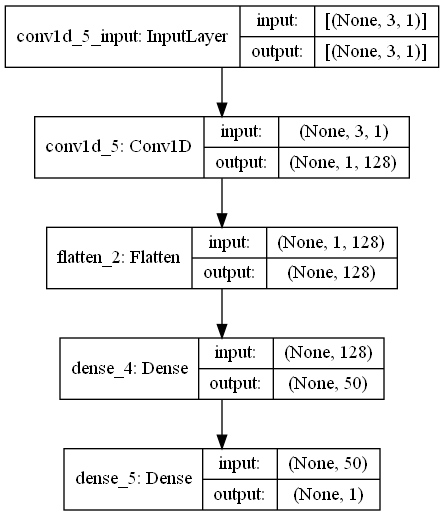 conv1d_5_input: InputLayer
input: [(None, 3, 1)]
output: [(None, 3, 1)]
conv1d_5: Conv1D
input: (None, 3, 1)
output: (None, 1, 128)
flatten_2: Flatten
input: (None, 1, 128)
output: (None, 128)
dense_4: Dense
input: (None, 128)
output: (None, 50)
dense_5: Dense
input: (None, 50)
output: (None, 1)